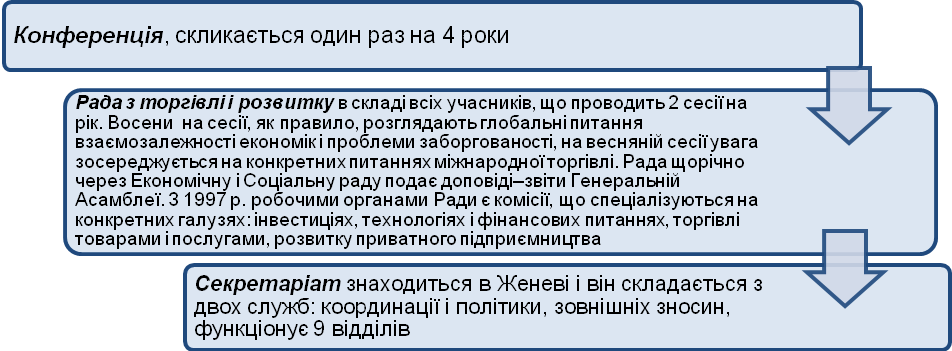 Конференція, скликається один раз на 4 роки
Рада з торгівлі і розвитку в складі всіх учасників, що проводить 2 сесії на
рік. Восени на сесії, як правило, розглядають глобальні питання
взаємозалежності економік і проблеми заборгованості, на весняній сесії увага
зосереджується на конкретних питаннях міжнародної торгівлі. Рада щорічно
через Економічну і Соціальну раду подає доповіді–звіти Генеральній
Асамблеї. З 1997 р. робочими органами Ради є комісії, що спеціалізуються на
конкретних галузях: інвестиціях, технологіях і фінансових питаннях, торгівлі
товарами і послугами, розвитку приватного підприємництва
Секретаріат знаходиться в Женеві і він складається з
двох служб: координації і політики, зовнішніх зносин,
функціонує 9 відділів